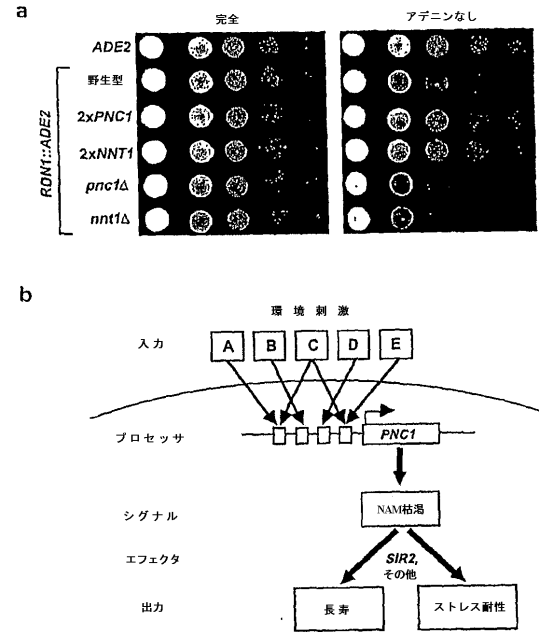 a
完全
アデニンなし
ADE2
野生型
2xPNC1
2xNNT1
pnc1Δ
nnt1Δ
RDN1::ADE2
b
環境刺激
入力
A B C D E
プロセッサ
PNC1
シグナル
NAM枯渇
エフェクタ
SIR2,
その他
出力
長寿
ストレス耐性